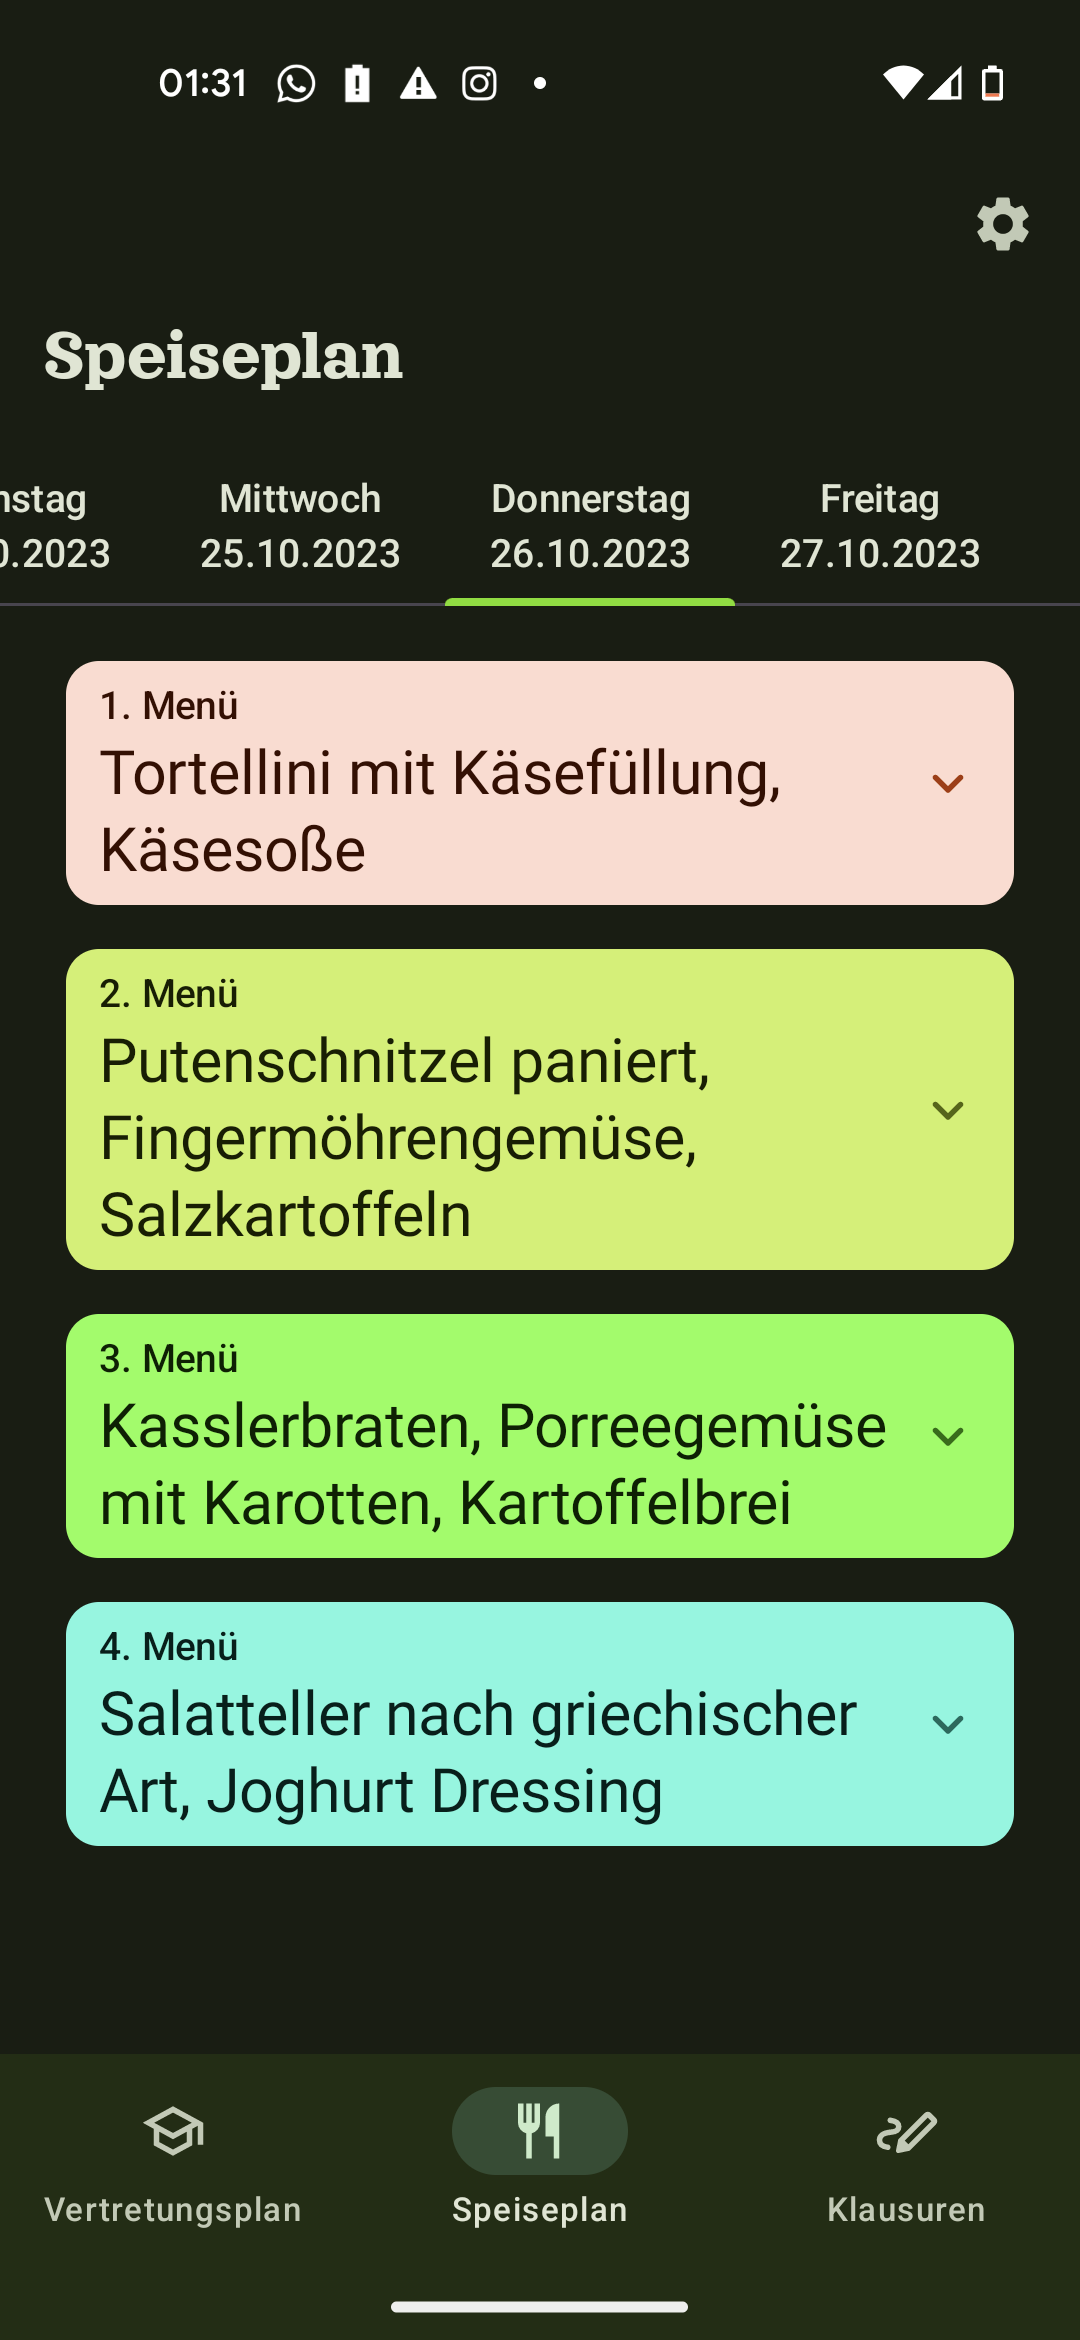 01:31
Speiseplan
nstag Mittwoch Donnerstag Freitag
0.2023 25.10.2023 26.10.2023 27.10.2023
1. Menü
Tortellini mit Käsefüllung,
Käsesoße
2. Menü
Putenschnitzel paniert,
Fingermöhrengemüse,
Salzkartoffeln
3. Menü
Kasslerbraten, Porreegemüse
mit Karotten, Kartoffelbrei
4. Menü
Salatteller nach griechischer
Art, Joghurt Dressing
Vertretungsplan Speiseplan Klausuren